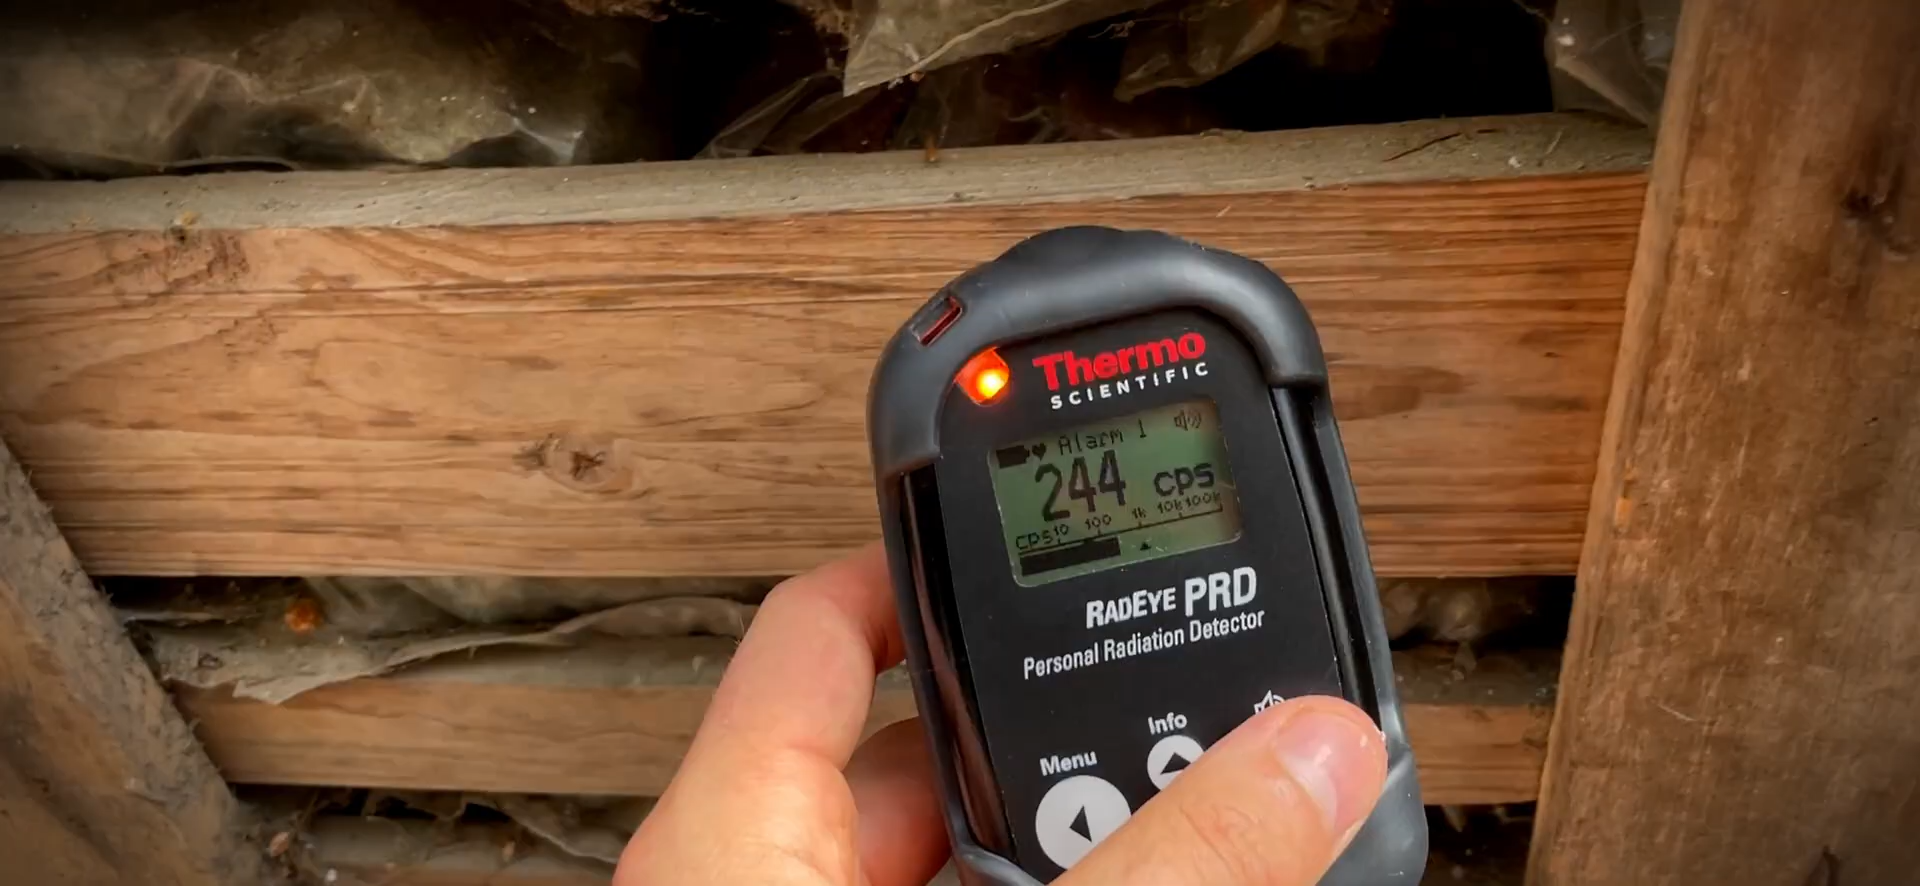 Thermo
SCIENTIFIC
Alarm 1
244 CPS
CPS 10 100 1k 10k 100k
RADEYE PRD
Personal Radiation Detector
Info
Menu